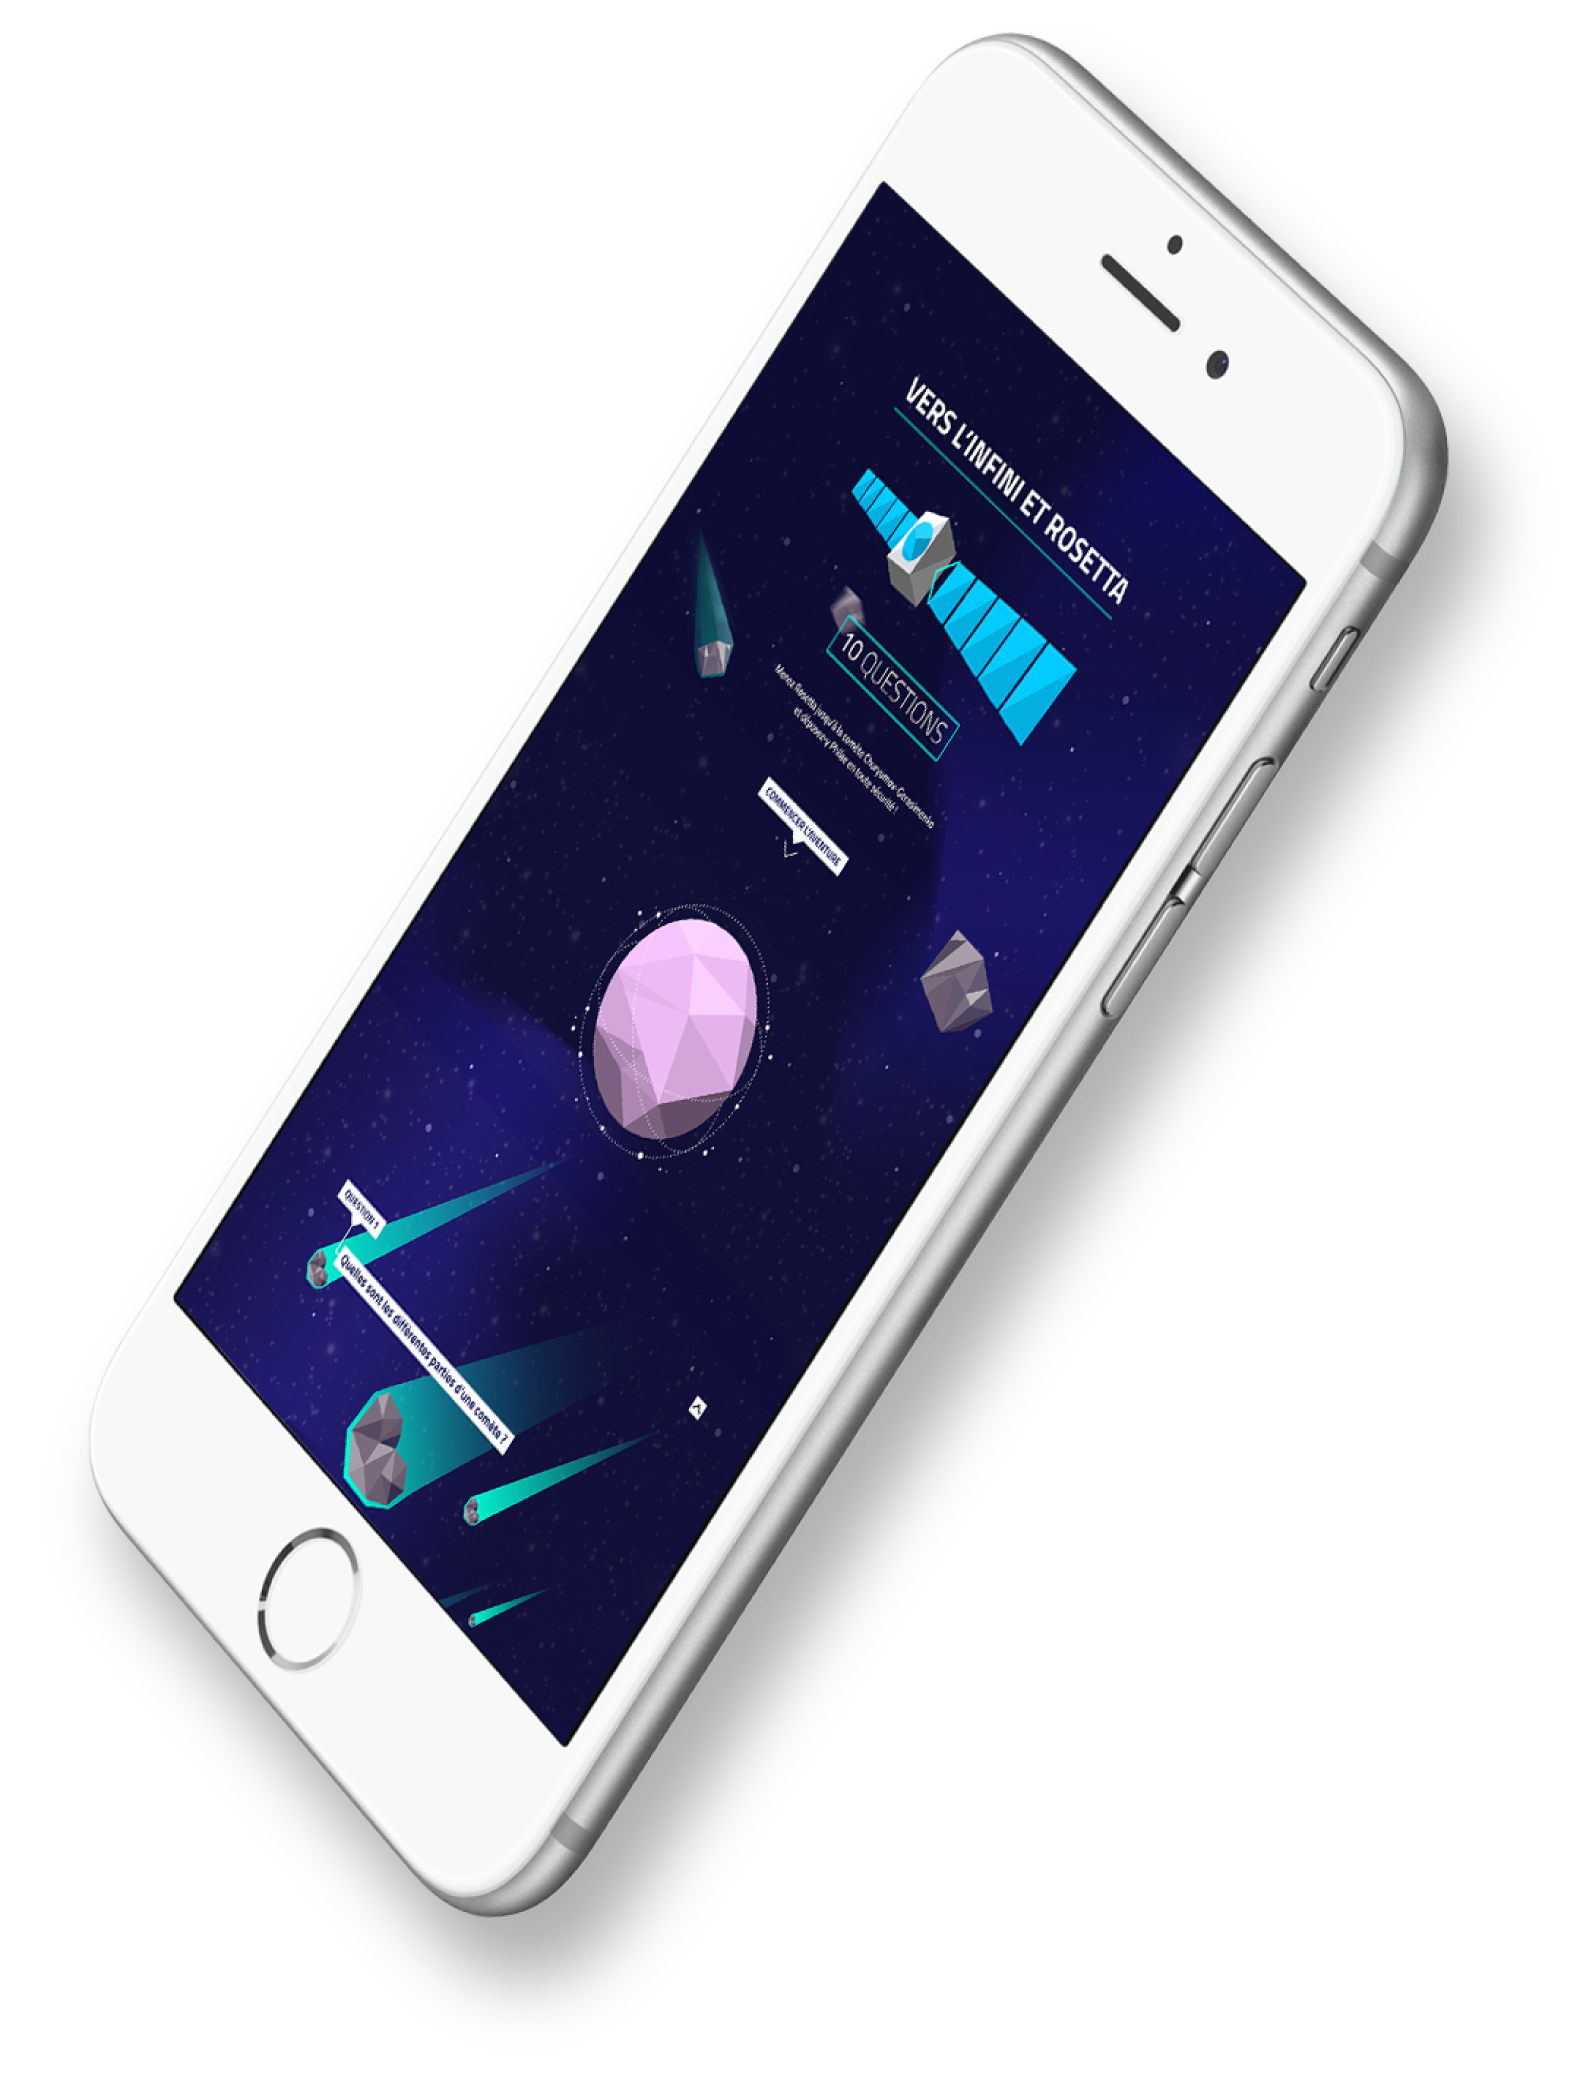 VERS L'INFINI ET ROSETTA
10 QUESTIONS
Menez Rosetta jusqu'à la comète Churyumov-Gerasimenko
et déposez-y Philae en toute sécurité !
COMMENCER L'AVENTURE
QUESTION 1
Quelles sont les différentes parties d'une comète ?